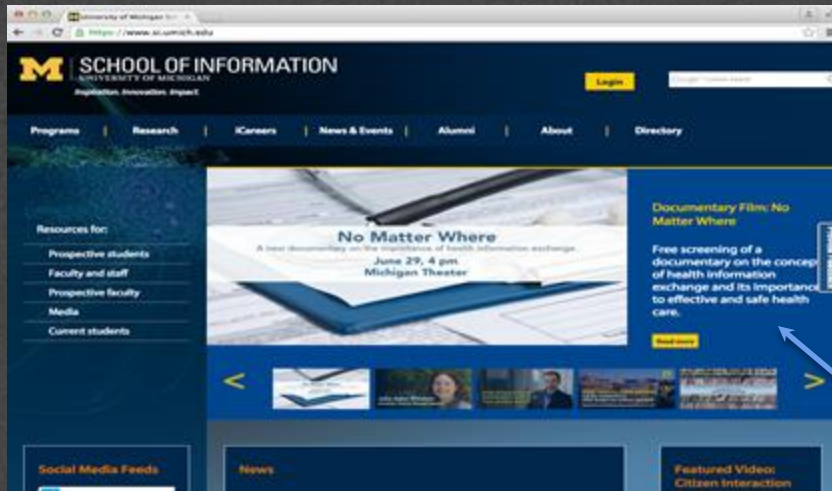 University of Michigan
https://www.si.umich.edu
M SCHOOL OF INFORMATION
UNIVERSITY OF MICHIGAN
Inspiration. Innovation. Impact.
Login
Programs | Research | iCareers | News & Events | Alumni | About | Directory
Resources for:
Prospective students
Faculty and staff
Prospective faculty
Media
Current students
No Matter Where
A new documentary on the importance of health information exchange.
June 29, 4 pm
Michigan Theater
Documentary Film: No
Matter Where
Free screening of a
documentary on the concep
of health information
exchange and its importance
to effective and safe health
care.
Read more
< >
Social Media Feeds
News
Featured Video:
Citizen Interaction